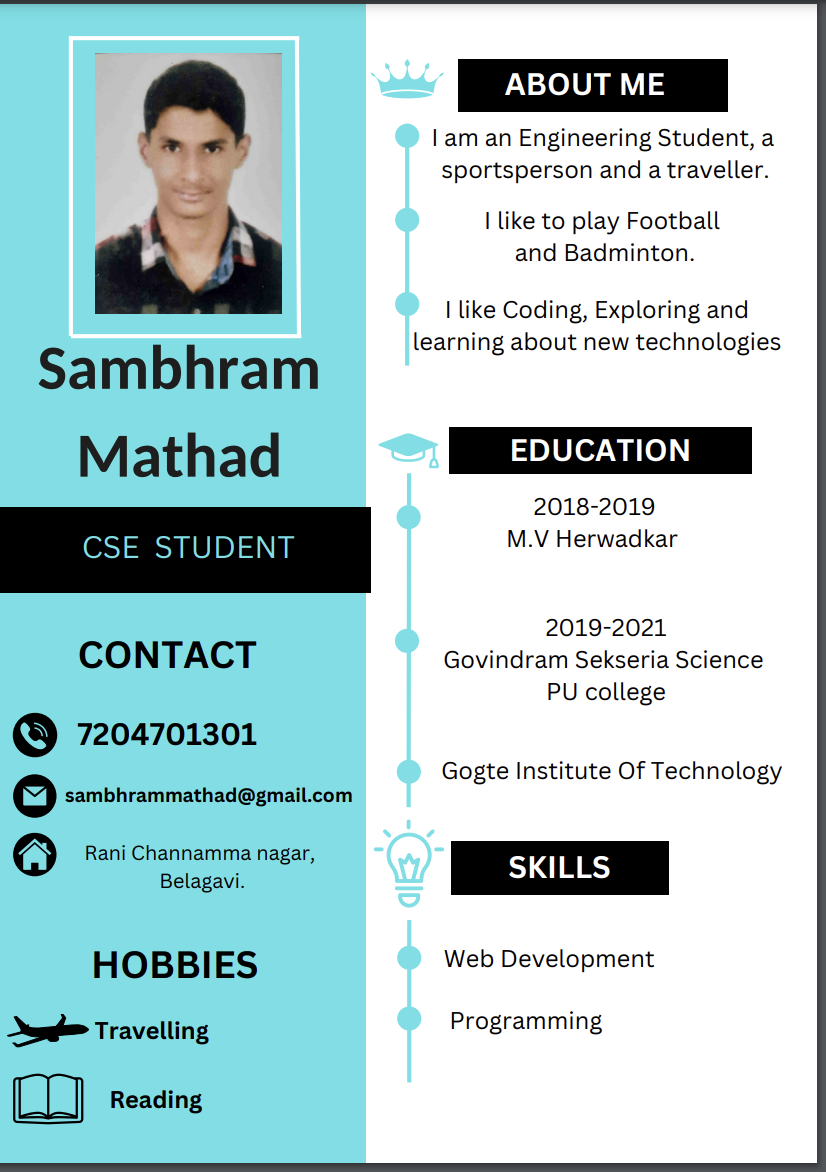 Sambhram
Mathad
CSE STUDENT
CONTACT
7204701301
sambhrammathad@gmail.com
Rani Channamma nagar,
Belagavi.
HOBBIES
Travelling
Reading
ABOUT ME
I am an Engineering Student, a
sportsperson and a traveller.
I like to play Football
and Badminton.
I like Coding, Exploring and
learning about new technologies
EDUCATION
2018-2019
M.V Herwadkar
2019-2021
Govindram Sekseria Science
PU college
Gogte Institute Of Technology
SKILLS
Web Development
Programming